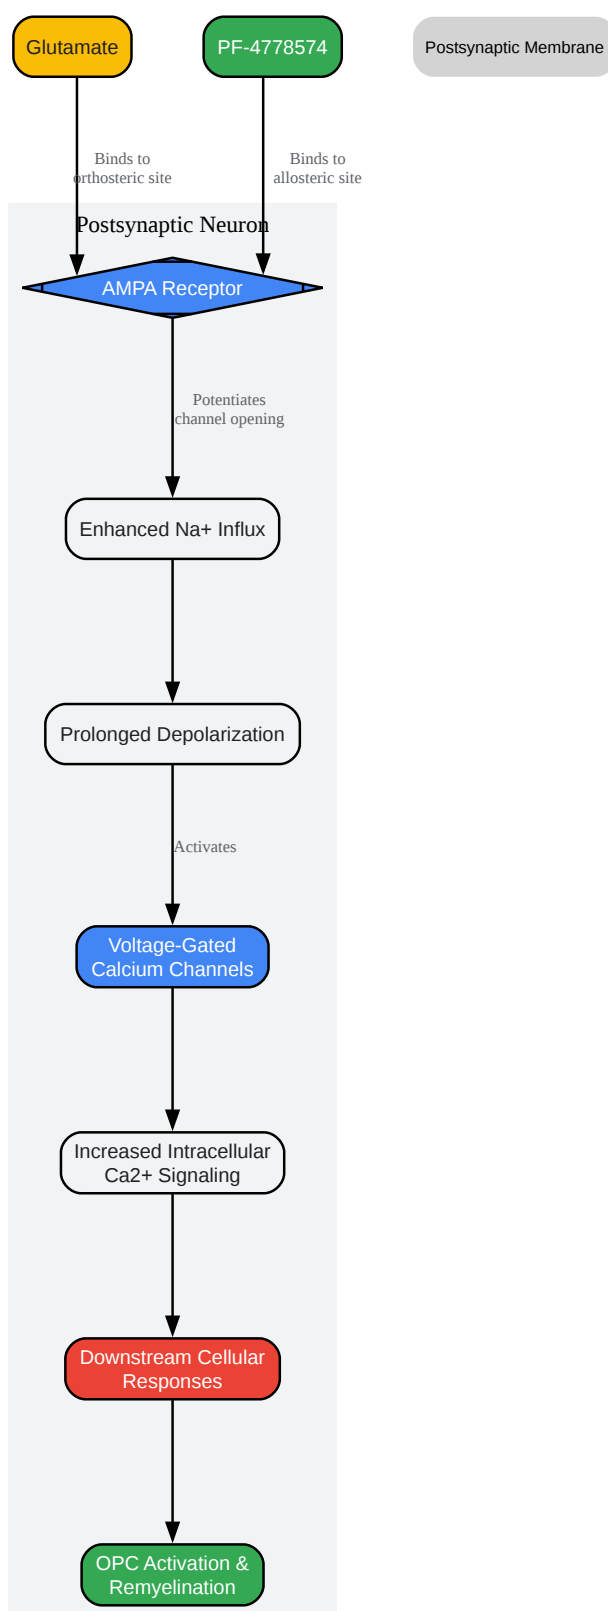 Glutamate
PF-4778574
Postsynaptic Membrane
Binds to
orthosteric site
Binds to
allosteric site
Postsynaptic Neuron
AMPA Receptor
Potentiates
channel opening
Enhanced Na+ Influx
Prolonged Depolarization
Activates
Voltage-Gated
Calcium Channels
Increased Intracellular
Ca2+ Signaling
Downstream Cellular
Responses
OPC Activation &
Remyelination